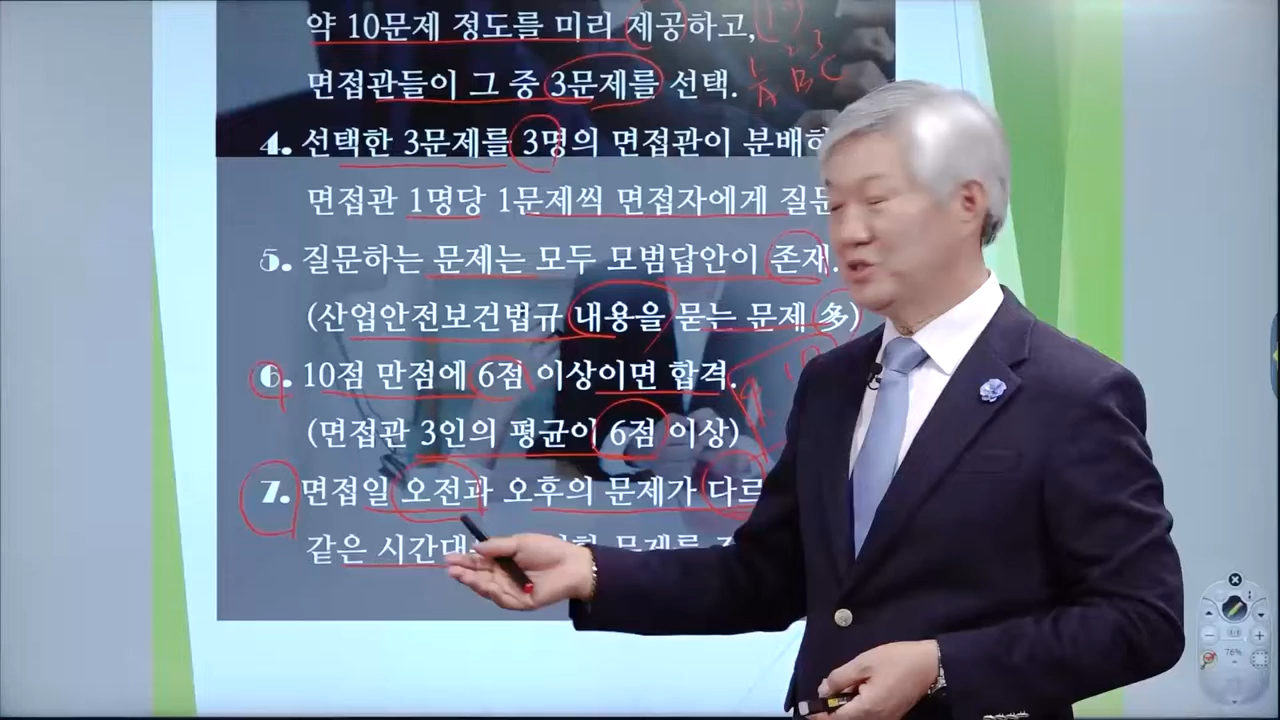 약 10문제 정도를 미리 제공하고,
면접관들이 그 중 3문제를 선택.
1 2 3
A B C
4. 선택한 3문제를 3명의 면접관이 분배하
면접관 1명당 1문제씩 면접자에게 질문
5. 질문하는 문제는 모두 모범답안이 존재.
(산업안전보건법규 내용을 묻는 문제 多)
6. 10점 만점에 6점 이상이면 합격.
(면접관 3인의 평균이 6점 이상)
7. 면접일 오전과 오후의 문제가 다르
같은 시간대 문제를
76%